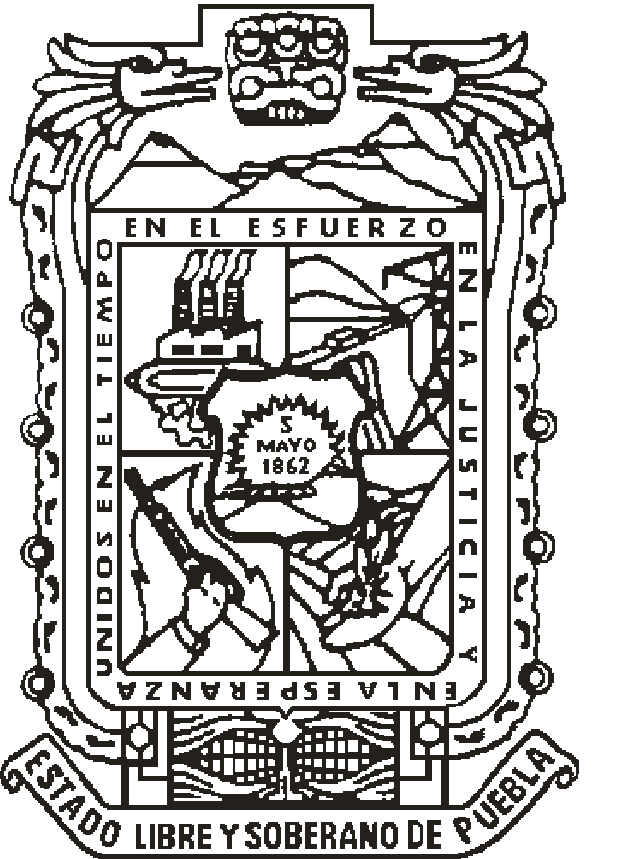 UNIDOS EN EL TIEMPO
EN EL ESFUERZO
EN LA JUSTICIA Y
EN LA ESPERANZA
5
MAYO
1862
ESTADO LIBRE Y SOBERANO DE PUEBLA